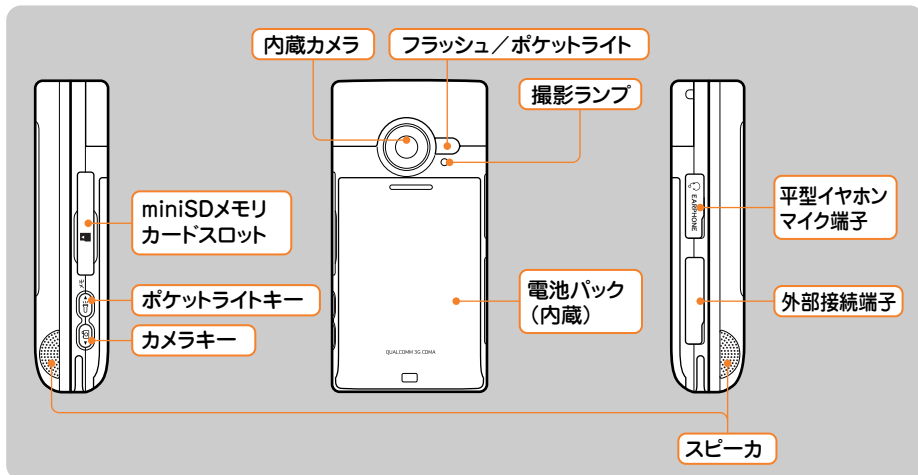 内蔵カメラ
フラッシュ／ポケットライト
撮影ランプ
miniSDメモリ
カードスロット
ポケットライトキー
カメラキー
メモ
電池パック
（内蔵）
QUALCOMM 3G CDMA
EARPHONE
平型イヤホン
マイク端子
外部接続端子
スピーカ